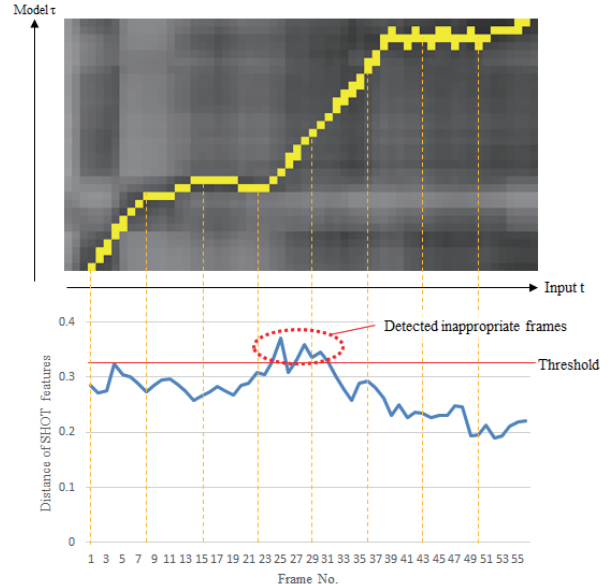 Model τ
Input t
0.4
Detected inappropriate frames
Threshold
0.3
Distance of SHOT features
0.2
0.1
0
1 3 5 7 9 11 13 15 17 19 21 23 25 27 29 31 33 35 37 39 41 43 45 47 49 51 53 55
Frame No.